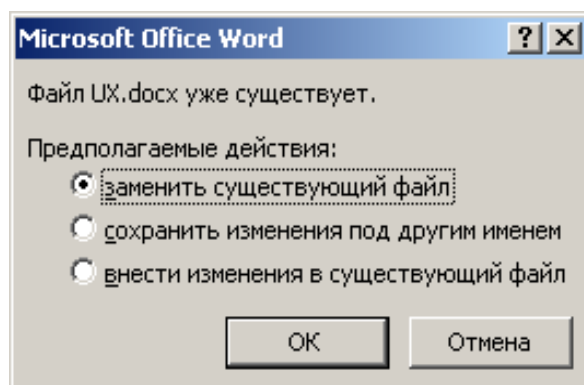 Microsoft Office Word
Файл UX.docx уже существует.
Предполагаемые действия:
заменить существующий файл
сохранить изменения под другим именем
внести изменения в существующий файл
ОК
Отмена